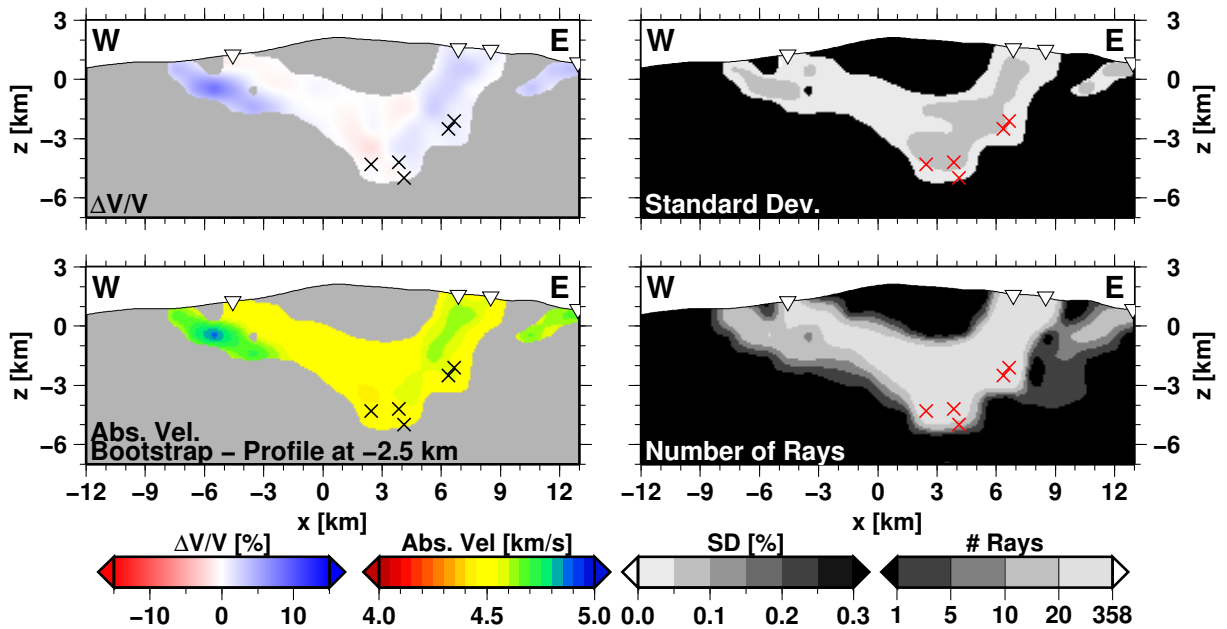 3
0
−3
−6
z [km]
W
E
ΔV/V
W
E
Standard Dev.
3
0
−3
−6
z [km]
3
0
−3
−6
z [km]
W
E
Abs. Vel.
Bootstrap − Profile at −2.5 km
W
E
Number of Rays
3
0
−3
−6
z [km]
−12 −9 −6 −3 0 3 6 9 12
x [km]
−12 −9 −6 −3 0 3 6 9 12
x [km]
ΔV/V [%]
−10 0 10
Abs. Vel [km/s]
4.0 4.5 5.0
SD [%]
0.0 0.1 0.2 0.3
# Rays
1 5 10 20 358